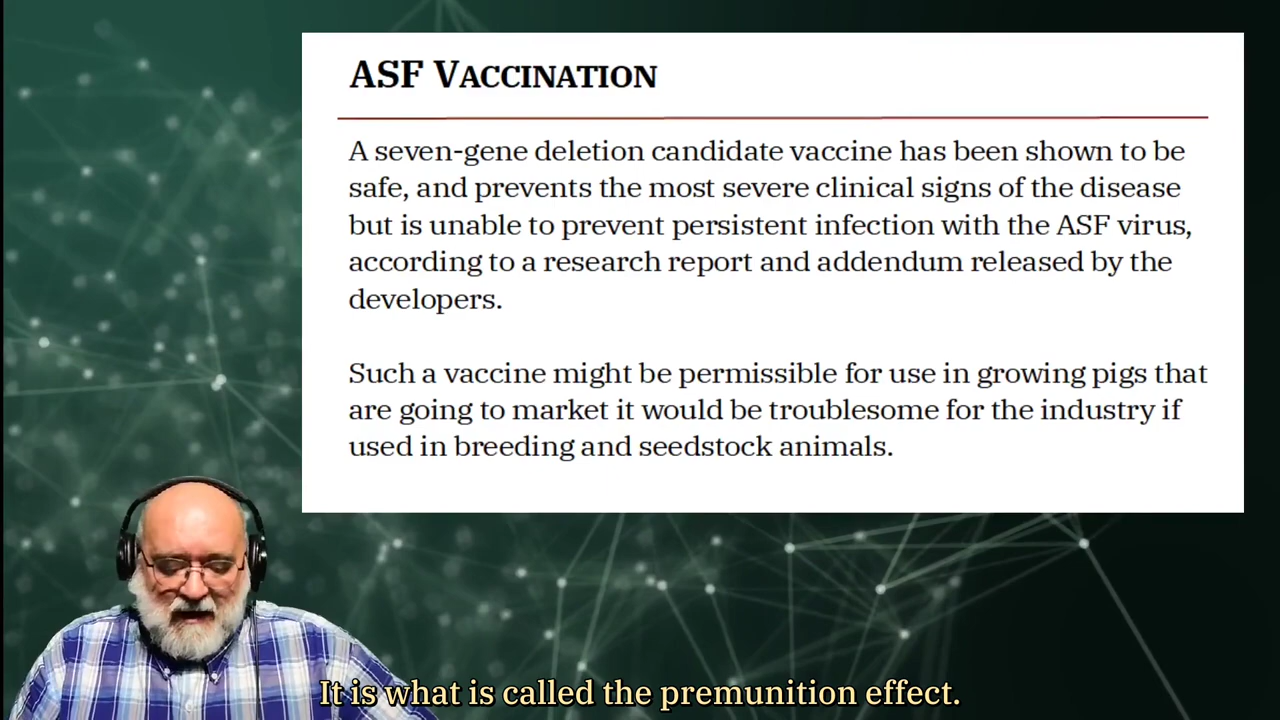 ASF VACCINATION
A seven-gene deletion candidate vaccine has been shown to be
safe, and prevents the most severe clinical signs of the disease
but is unable to prevent persistent infection with the ASF virus,
according to a research report and addendum released by the
developers.
Such a vaccine might be permissible for use in growing pigs that
are going to market it would be troublesome for the industry if
used in breeding and seedstock animals.
It is what is called the premunition effect.